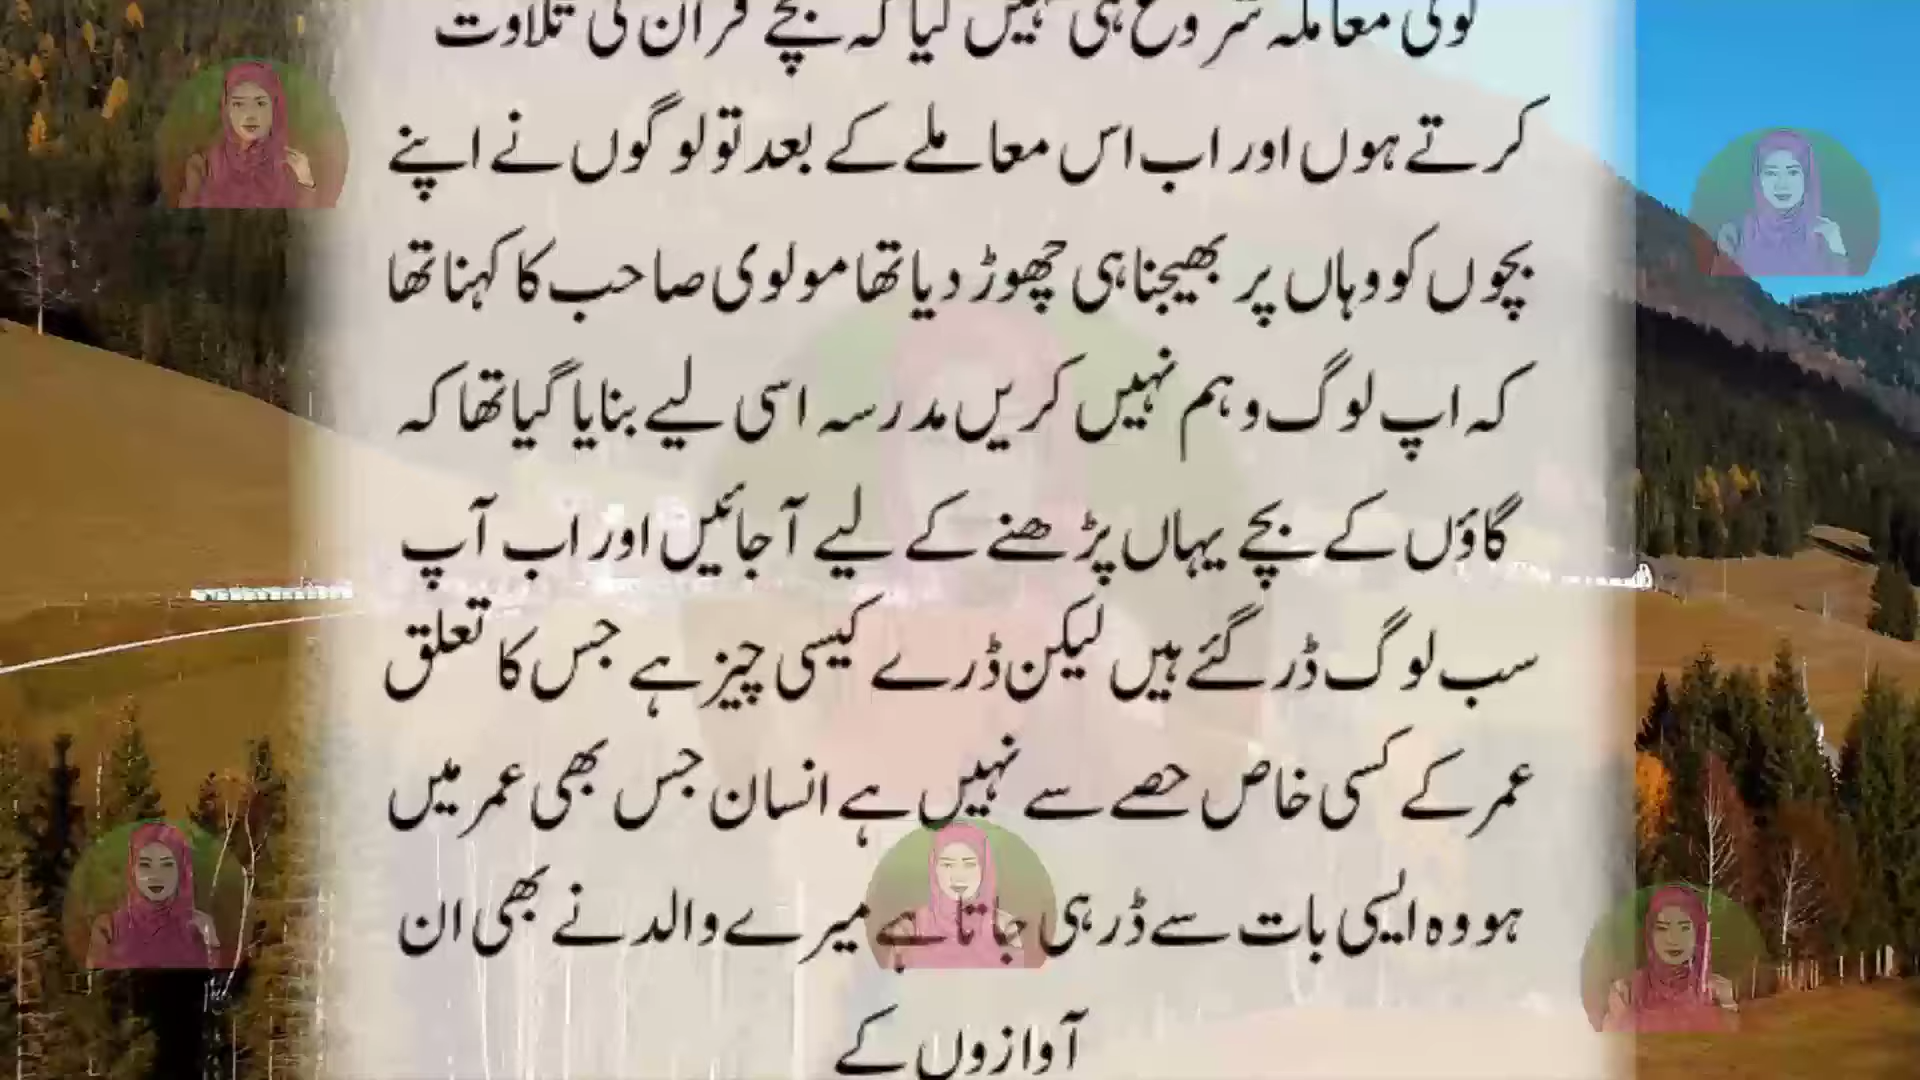 کوئی معاملہ شروع ہی نہیں کیا کہ بچے قرآن کی تلاوت
کرتے ہوں اور اب اس معاملے کے بعد تو لوگوں نے اپنے
بچوں کو وہاں پر بھیجنا ہی چھوڑ دیا تھا مولوی صاحب کا کہنا تھا
کہ اپ لوگ وہم نہیں کریں مدرسہ اسی لیے بنایا گیا تھا کہ
گاؤں کے بچے یہاں پڑھنے کے لیے آجائیں اور اب آپ
سب لوگ ڈر گئے ہیں لیکن ڈرے کیسی چیز ہے جس کا تعلق
عمر کے کسی خاص حصے سے نہیں ہے انسان جس بھی عمر میں
ہو وہ ایسی بات سے ڈر ہی جاتا ہے میرے والد نے بھی ان
آوازوں کے